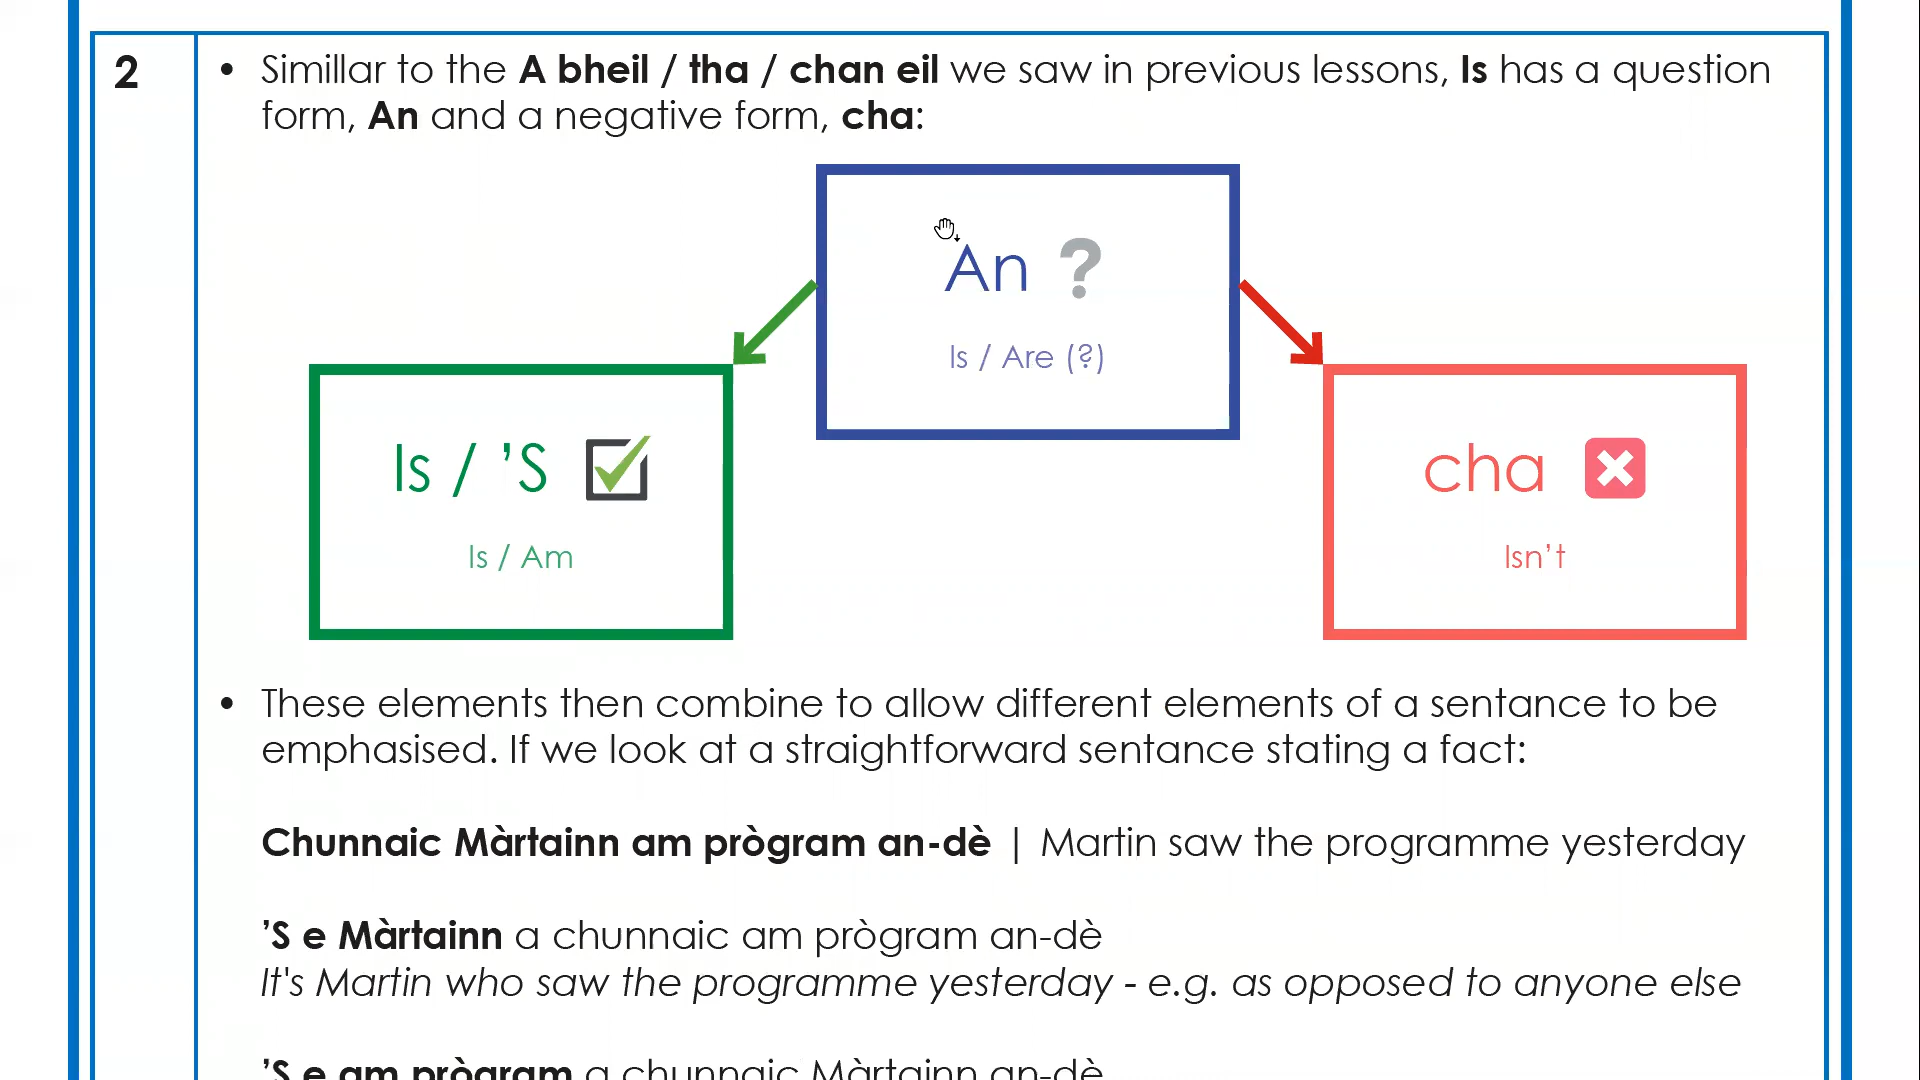 2
• Simillar to the A bheil / tha / chan eil we saw in previous lessons, Is has a question
form, An and a negative form, cha:
An ?
Is / Are (?)
Is / ’S
Is / Am
cha
Isn’t
• These elements then combine to allow different elements of a sentence to be
emphasised. If we look at a straightforward sentence stating a fact:
Chunnaic Màrtainn am prògram an-dè | Martin saw the programme yesterday
’S e Màrtainn a chunnaic am prògram an-dè
It's Martin who saw the programme yesterday - e.g. as opposed to anyone else
’S e am prògram a chunnaic Màrtainn an-dè